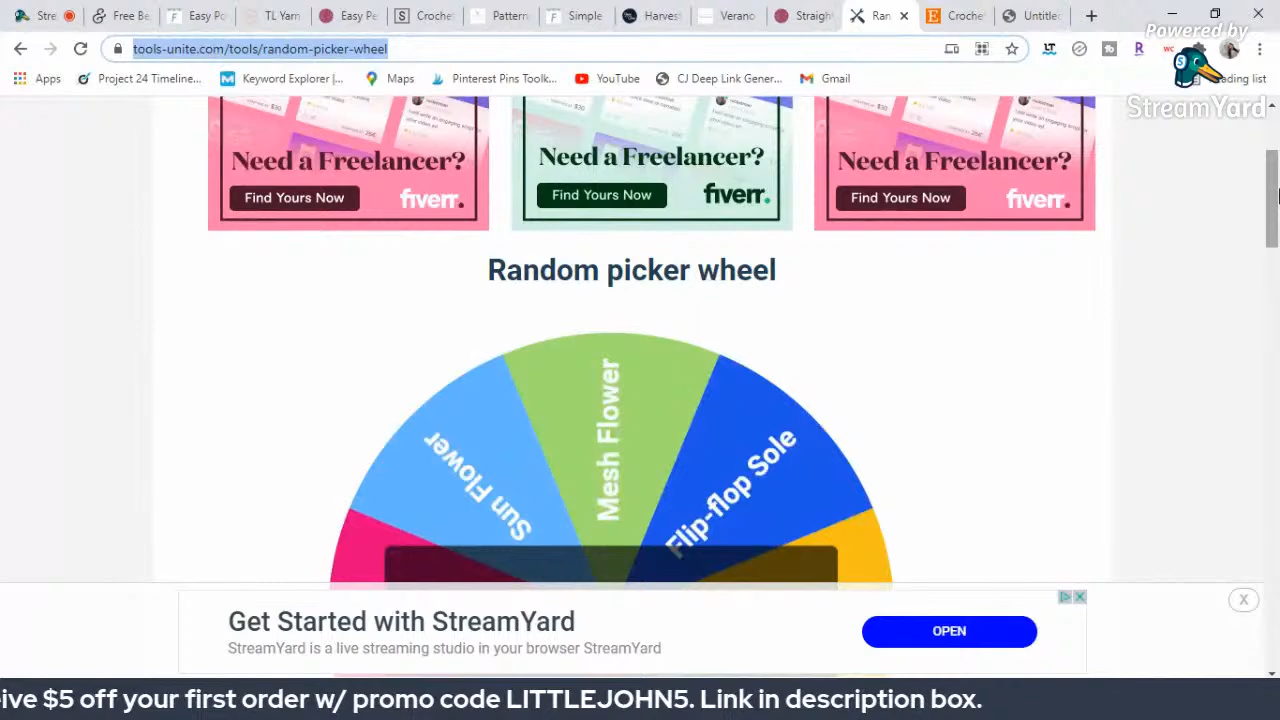 Stre
Free Be
Easy Po
TL Yarn
Easy Pe
Crochet
Pattern
Simple
Harvest
Verano
Straigh
Ran
Crochet
Untitle
tools-unite.com/tools/random-picker-wheel
Powered by
StreamYard
Apps
Project 24 Timeline...
Keyword Explorer |...
Maps
Pinterest Pins Toolk...
YouTube
CJ Deep Link Gener...
Gmail
ding list
Need a Freelancer?
Find Yours Now
fiverr.
Need a Freelancer?
Find Yours Now
fiverr.
Need a Freelancer?
Find Yours Now
fiverr.
Random picker wheel
Sun Flower
Mesh Flower
Flip-flop Sole
Get Started with StreamYard
StreamYard is a live streaming studio in your browser StreamYard
OPEN
X
ive $5 off your first order w/ promo code LITTLEJOHN5. Link in description box.